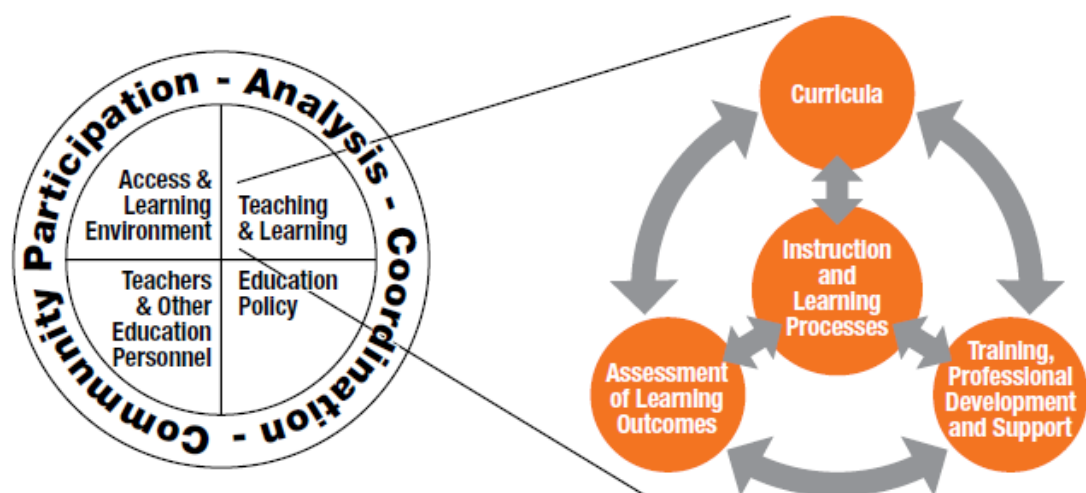 Community Participation - Analysis - Coordination -
Access &
Learning
Environment
Teaching
& Learning
Teachers
& Other
Education
Personnel
Education
Policy
Curricula
Instruction
and
Learning
Processes
Assessment
of Learning
Outcomes
Training,
Professional
Development
and Support